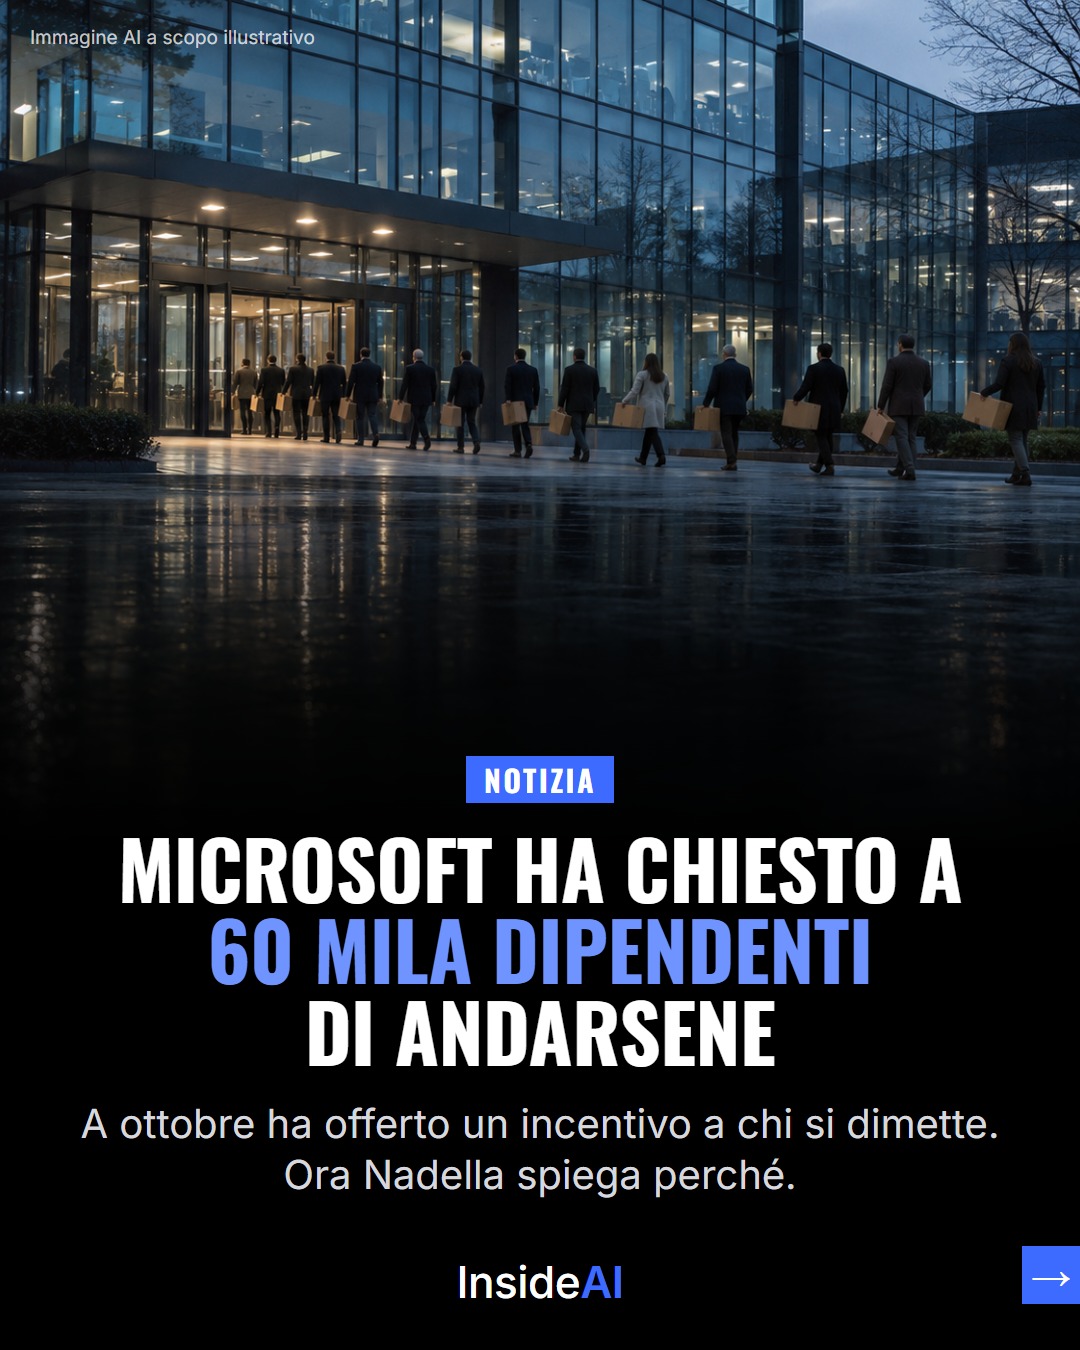 Immagine AI a scopo illustrativo
NOTIZIA
MICROSOFT HA CHIESTO A
60 MILA DIPENDENTI
DI ANDARSENE
A ottobre ha offerto un incentivo a chi si dimette.
Ora Nadella spiega perché.
InsideAI
→